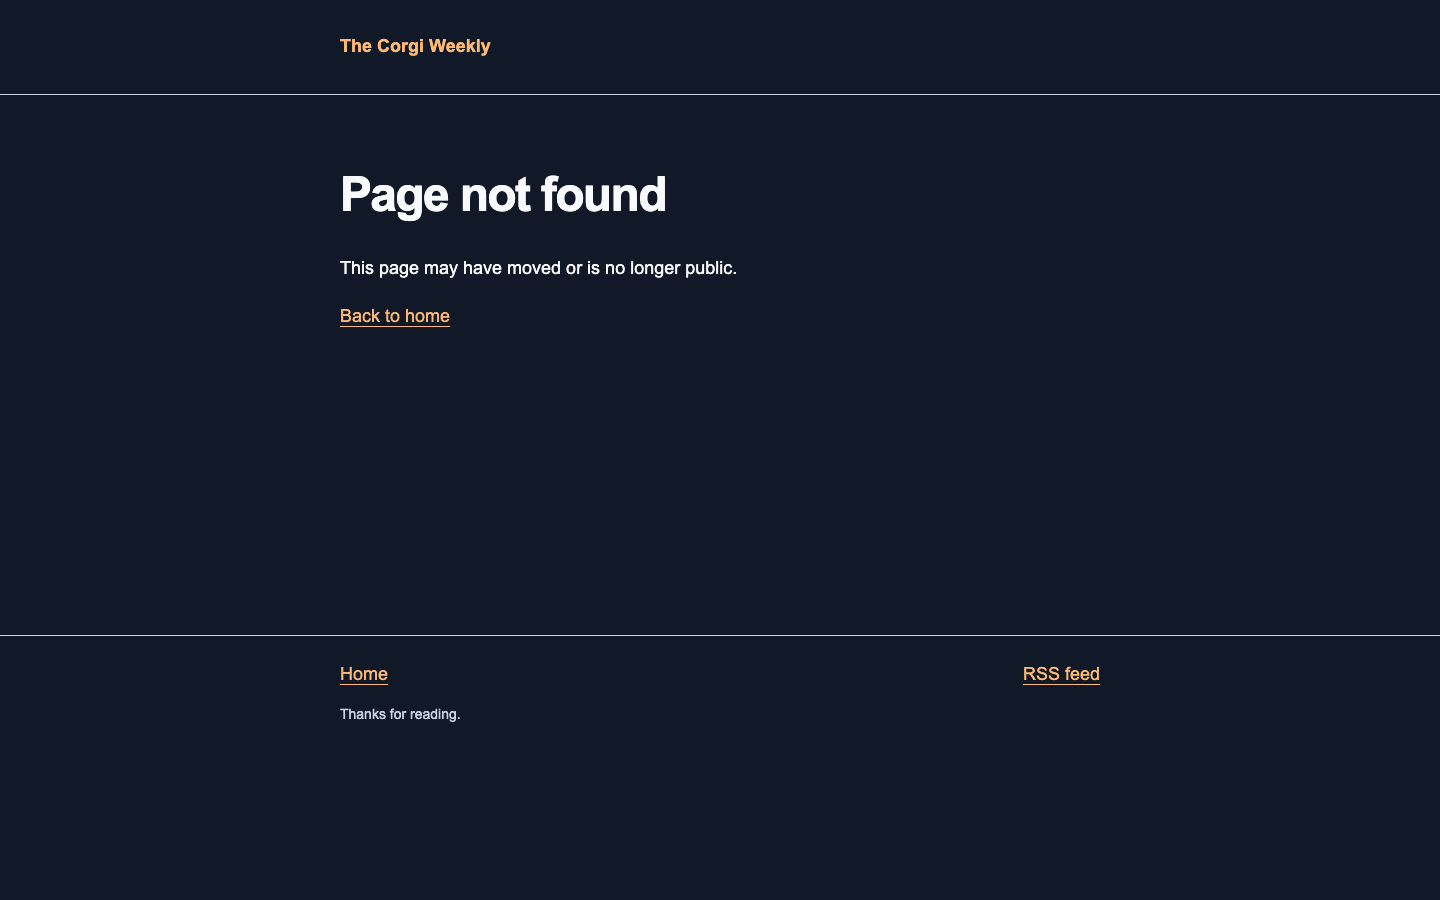 The Corgi Weekly
Page not found
This page may have moved or is no longer public.
Back to home
Home
RSS feed
Thanks for reading.